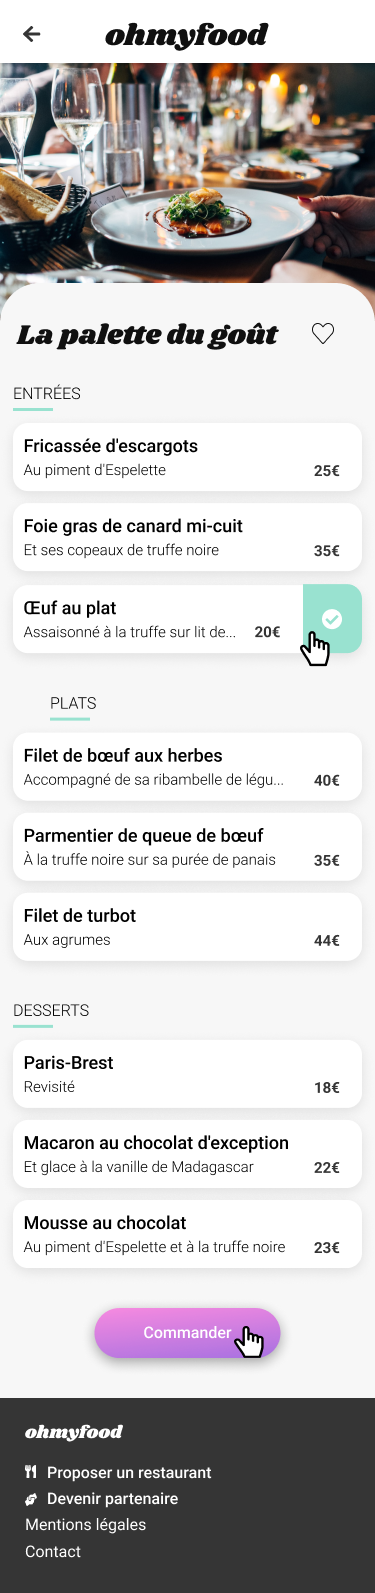 ohmyfood
La palette du goût
ENTRÉES
Fricassée d'escargots
Au piment d'Espelette 25€
Foie gras de canard mi-cuit
Et ses copeaux de truffe noire 35€
Œuf au plat
Assaisonné à la truffe sur lit de... 20€
PLATS
Filet de bœuf aux herbes
Accompagné de sa ribambelle de légu... 40€
Parmentier de queue de bœuf
À la truffe noire sur sa purée de panais 35€
Filet de turbot
Aux agrumes 44€
DESSERTS
Paris-Brest
Revisité 18€
Macaron au chocolat d'exception
Et glace à la vanille de Madagascar 22€
Mousse au chocolat
Au piment d'Espelette et à la truffe noire 23€
Commander
ohmyfood
Proposer un restaurant
Devenir partenaire
Mentions légales
Contact